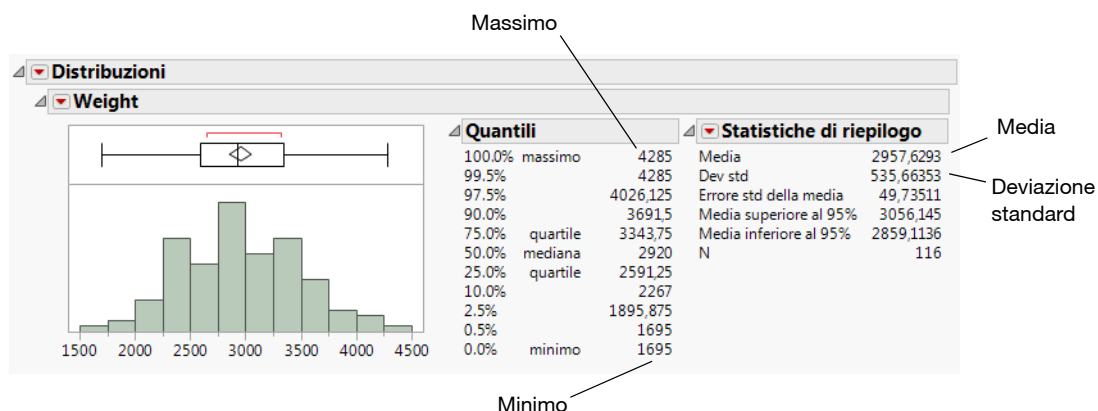 Massimo
Distribuzioni
Weight
Quantili
100.0% massimo 4285
99.5% 4285
97.5% 4026,125
90.0% 3691,5
75.0% quartile 3343,75
50.0% mediana 2920
25.0% quartile 2591,25
10.0% 2267
2.5% 1895,875
0.5% 1695
0.0% minimo 1695
Statistiche di riepilogo
Media 2957,6293
Dev std 535,66353
Errore std della media 49,73511
Media superiore al 95% 3056,145
Media inferiore al 95% 2859,1136
N 116
Media
Deviazione
standard
1500 2000 2500 3000 3500 4000 4500
Minimo